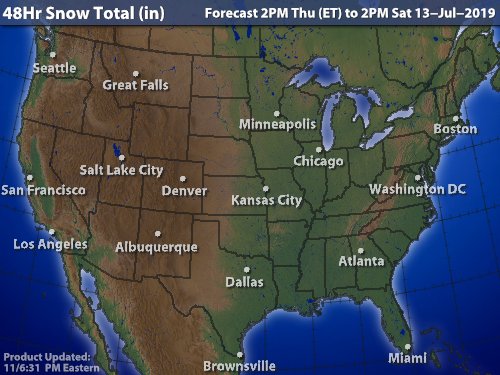 48Hr Snow Total (in) Forecast 2PM Thu (ET) to 2PM Sat 13-Jul-2019
Seattle
Great Falls
Minneapolis
Boston
Chicago
Salt Lake City
San Francisco
Denver
Washington DC
Kansas City
Los Angeles
Albuquerque
Atlanta
Dallas
Product Updated:
Miami
11/6:31 PM Eastern
Brownsville